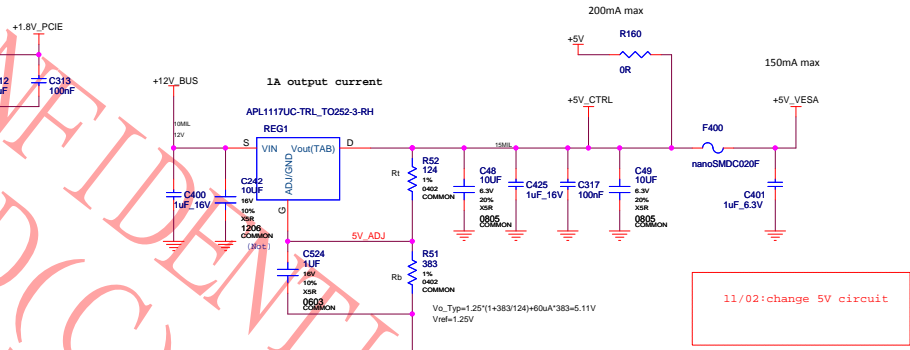 200mA max
+1.8V_PCIE
R160
+5V
0R
150mA max
C313
100nF
+12V_BUS
1A output current
+5V_CTRL
+5V_VESA
APL1117UC-TRL_TO252-3-RH
REG1
10MIL
12V
S
VIN
Vout(TAB)
D
ADJ/GND
G
15MIL
F400
nanoSMDC020F
C400
1uF_16V
C242
10UF
16V
10%
X5R
1206
COMMON
(Not)
Rt
R52
124
1%
0402
COMMON
C48
10UF
6.3V
20%
X5R
0805
COMMON
C425
1uF_16V
C317
100nF
C49
10UF
6.3V
20%
X5R
0805
COMMON
C401
1uF_6.3V
5V_ADJ
C524
1UF
16V
10%
X5R
0603
COMMON
Rb
R51
383
1%
0402
COMMON
Vo_Typ=1.25*(1+383/124)+60uA*383=5.11V
Vref=1.25V
11/02:change 5V circuit